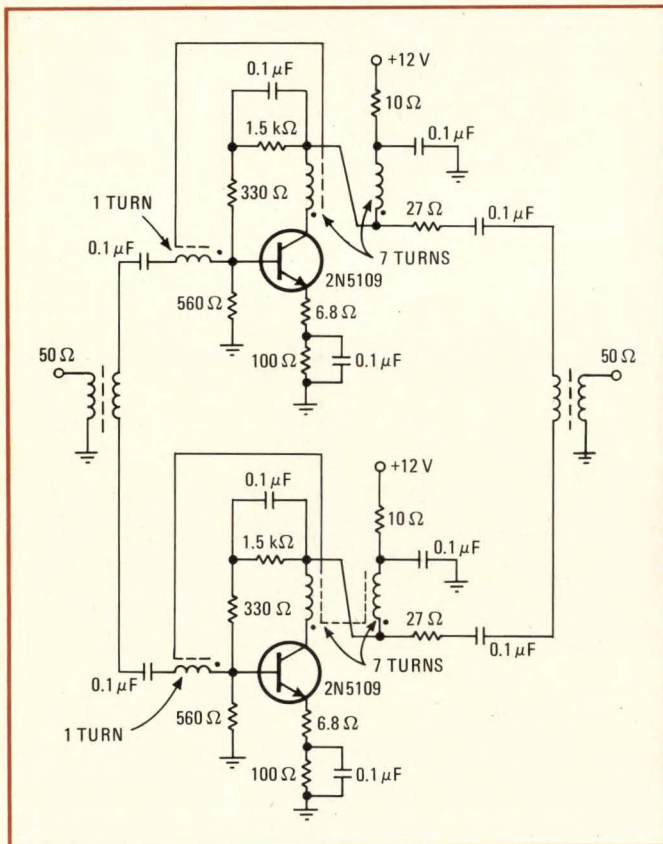 +12 V
0.1 µF
10 Ω
1.5 kΩ
0.1 µF
1 TURN
330 Ω
27 Ω
0.1 µF
0.1 µF
7 TURNS
2N5109
560 Ω
6.8 Ω
50 Ω
100 Ω
0.1 µF
50 Ω
+12 V
0.1 µF
10 Ω
1.5 kΩ
0.1 µF
330 Ω
27 Ω
0.1 µF
0.1 µF
7 TURNS
2N5109
1 TURN
560 Ω
6.8 Ω
100 Ω
0.1 µF